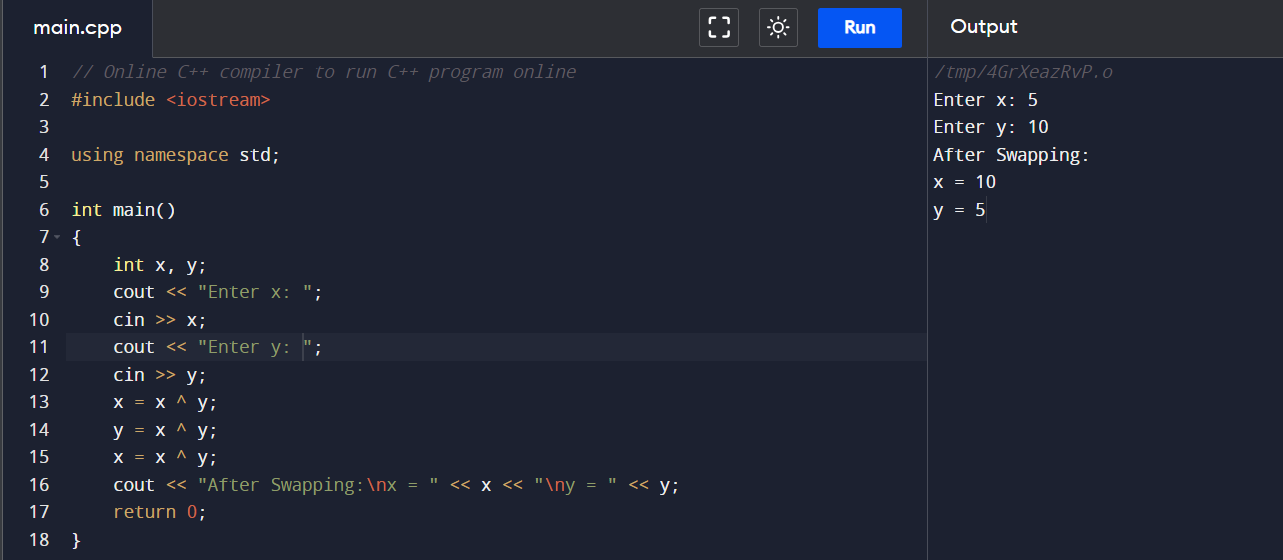 main.cpp
Run
Output
1 // Online C++ compiler to run C++ program online
2 #include <iostream>
3
4 using namespace std;
5
6 int main()
7 {
8     int x, y;
9     cout << "Enter x: ";
10     cin >> x;
11     cout << "Enter y: ";
12     cin >> y;
13     x = x ^ y;
14     y = x ^ y;
15     x = x ^ y;
16     cout << "After Swapping:\nx = " << x << "\ny = " << y;
17     return 0;
18 }
/tmp/4GrXeazRvP.o
Enter x: 5
Enter y: 10
After Swapping:
x = 10
y = 5